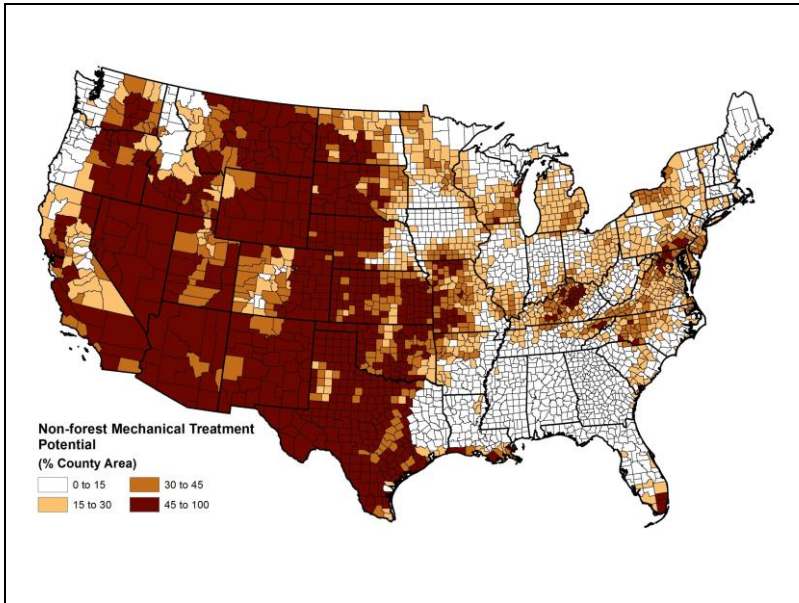 Non-forest Mechanical Treatment
Potential
(% County Area)
0 to 15
30 to 45
15 to 30
45 to 100